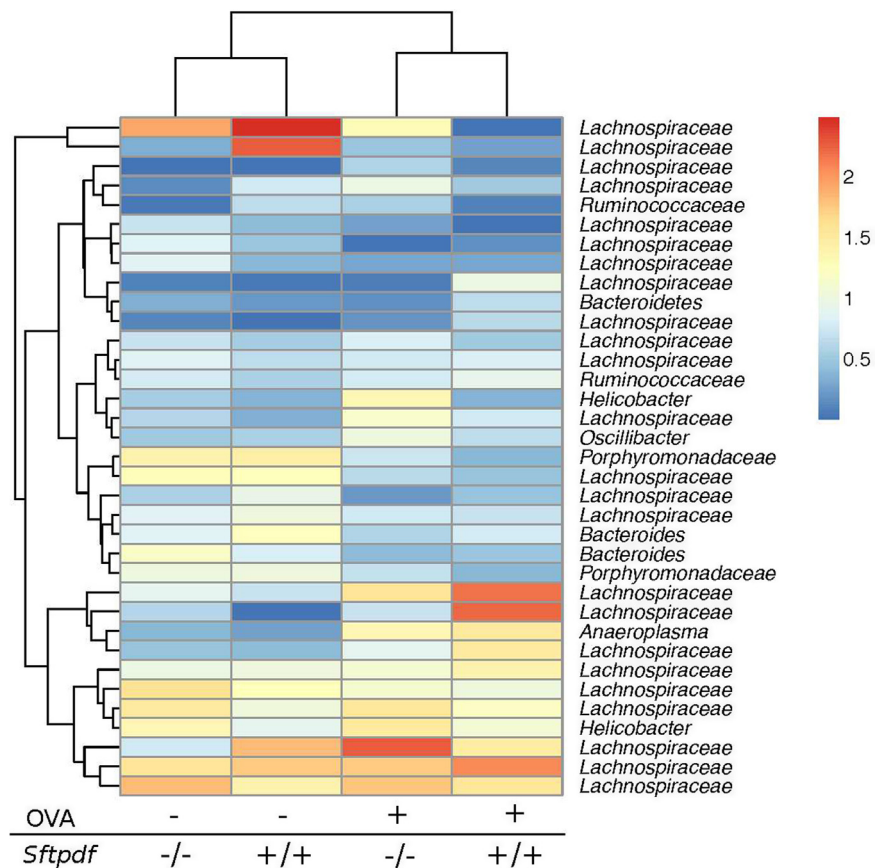 Lachnospiraceae
Lachnospiraceae
Lachnospiraceae
Lachnospiraceae
Ruminococcaceae
Lachnospiraceae
Lachnospiraceae
Lachnospiraceae
Lachnospiraceae
Bacteroidetes
Lachnospiraceae
Lachnospiraceae
Lachnospiraceae
Ruminococcaceae
Helicobacter
Lachnospiraceae
Oscillibacter
Porphyromonadaceae
Lachnospiraceae
Lachnospiraceae
Lachnospiraceae
Bacteroides
Bacteroides
Porphyromonadaceae
Lachnospiraceae
Lachnospiraceae
Anaeroplasma
Lachnospiraceae
Lachnospiraceae
Lachnospiraceae
Lachnospiraceae
Helicobacter
Lachnospiraceae
Lachnospiraceae
Lachnospiraceae
2
1.5
1
0.5
OVA - - + +
Sftpdf -/- +/+ -/- +/+